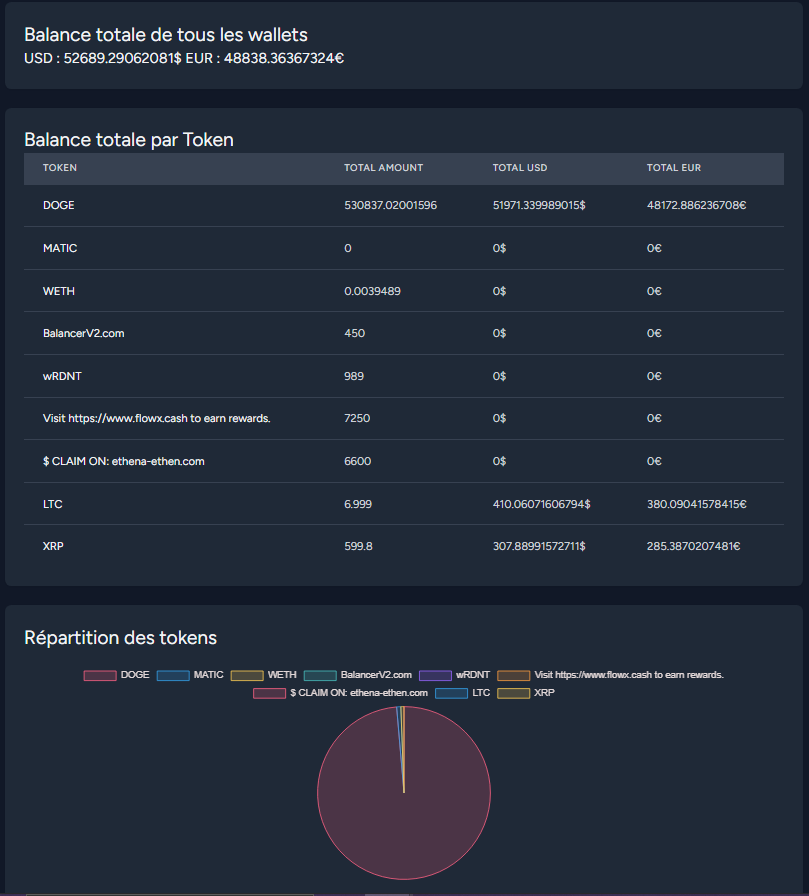 Balance totale de tous les wallets
USD : 52689.29062081$ EUR : 48838.36367324€
Balance totale par Token
TOKEN TOTAL AMOUNT TOTAL USD TOTAL EUR
DOGE 530837.02001596 51971.339989015$ 48172.886236708€
MATIC 0 0$ 0€
WETH 0.0039489 0$ 0€
BalancerV2.com 450 0$ 0€
wRDNT 989 0$ 0€
Visit https://www.flowx.cash to earn rewards. 7250 0$ 0€
$ CLAIM ON: ethena-ethen.com 6600 0$ 0€
LTC 6.999 410.06071606794$ 380.09041578415€
XRP 599.8 307.88991572711$ 285.3870207481€
Répartition des tokens
DOGE MATIC WETH BalancerV2.com wRDNT Visit https://www.flowx.cash to earn rewards.
$ CLAIM ON: ethena-ethen.com LTC XRP